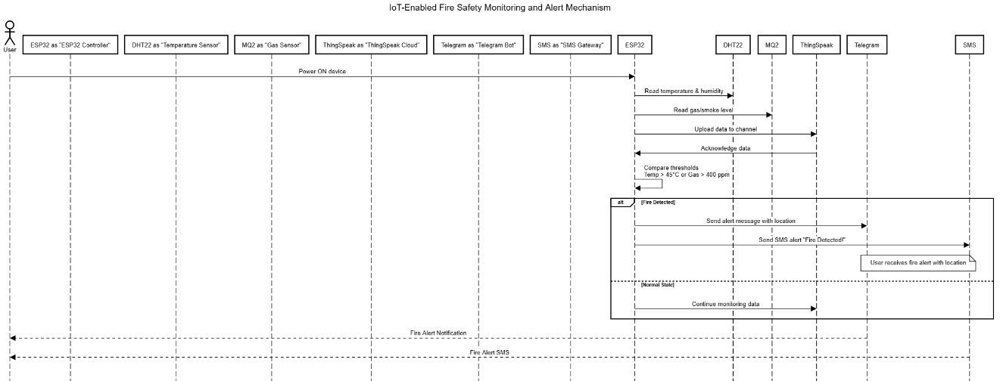 IoT-Enabled Fire Safety Monitoring and Alert Mechanism
User
ESP32 as "ESP32 Controller"
DHT22 as "Temperature Sensor"
MQ2 as "Gas Sensor"
ThingSpeak as "ThingSpeak Cloud"
Telegram as "Telegram Bot"
SMS as "SMS Gateway"
ESP32
DHT22
MQ2
ThingSpeak
Telegram
SMS
Power ON device
Read temperature & humidity
Read gas/smoke level
Upload data to channel
Acknowledge data
Compare thresholds
Temp > 45°C or Gas > 400 ppm
alt
[Fire Detected]
Send alert message with location
Send SMS alert "Fire Detected!"
User receives fire alert with location
[Normal State]
Continue monitoring data
Fire Alert Notification
Fire Alert SMS